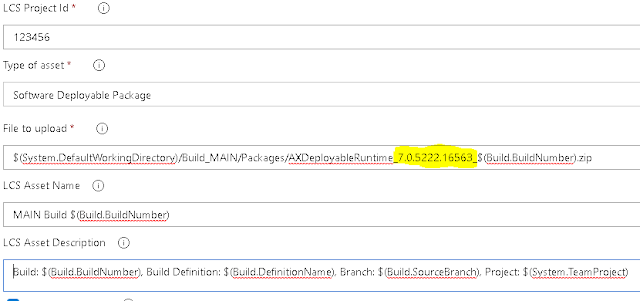 LCS Project Id *
123456
Type of asset *
Software Deployable Package
File to upload *
$(System.DefaultWorkingDirectory)/Build_MAIN/Packages/AXDeployableRuntime_7.0.5222.16563_$(Build.BuildNumber).zip
LCS Asset Name
MAIN Build $(Build.BuildNumber)
LCS Asset Description
Build: $(Build.BuildNumber), Build Definition: $(Build.DefinitionName), Branch: $(Build.SourceBranch), Project: $(System.TeamProject)